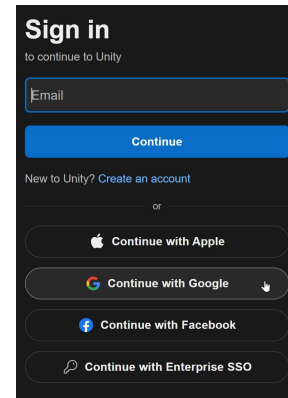 Sign in
to continue to Unity
Email
Continue
New to Unity? Create an account
or
Continue with Apple
Continue with Google
Continue with Facebook
Continue with Enterprise SSO